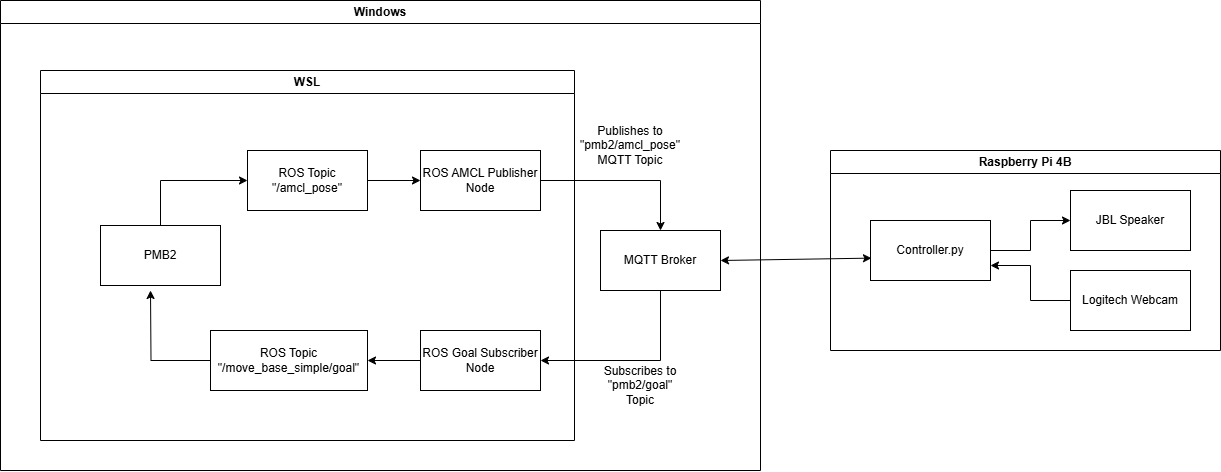 Windows
WSL
Publishes to
"pmb2/amcl_pose"
MQTT Topic
ROS Topic
"/amcl_pose"
ROS AMCL Publisher
Node
PMB2
MQTT Broker
ROS Topic
"/move_base_simple/goal"
ROS Goal Subscriber
Node
Subscribes to
"pmb2/goal"
Topic
Raspberry Pi 4B
Controller.py
JBL Speaker
Logitech Webcam